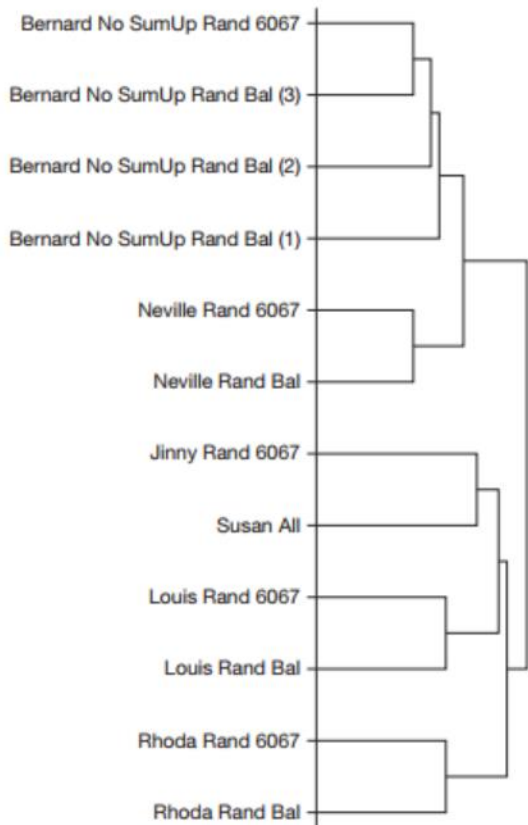 Bernard No SumUp Rand 6067
Bernard No SumUp Rand Bal (3)
Bernard No SumUp Rand Bal (2)
Bernard No SumUp Rand Bal (1)
Neville Rand 6067
Neville Rand Bal
Jinny Rand 6067
Susan All
Louis Rand 6067
Louis Rand Bal
Rhoda Rand 6067
Rhoda Rand Bal